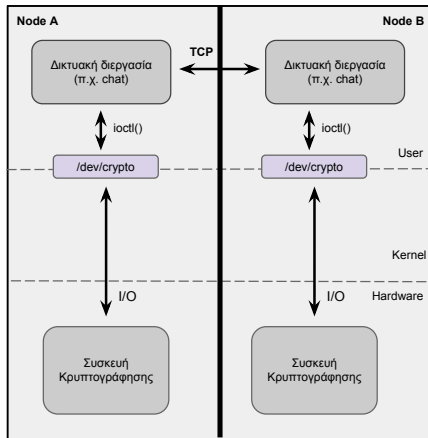 Node A
Node B
Δικτυακή διεργασία
(π.χ. chat)
TCP
Δικτυακή διεργασία
(π.χ. chat)
ioctl()
ioctl()
User
/dev/crypto
/dev/crypto
Kernel
I/O
I/O
Hardware
Συσκευή
Κρυπτογράφησης
Συσκευή
Κρυπτογράφησης